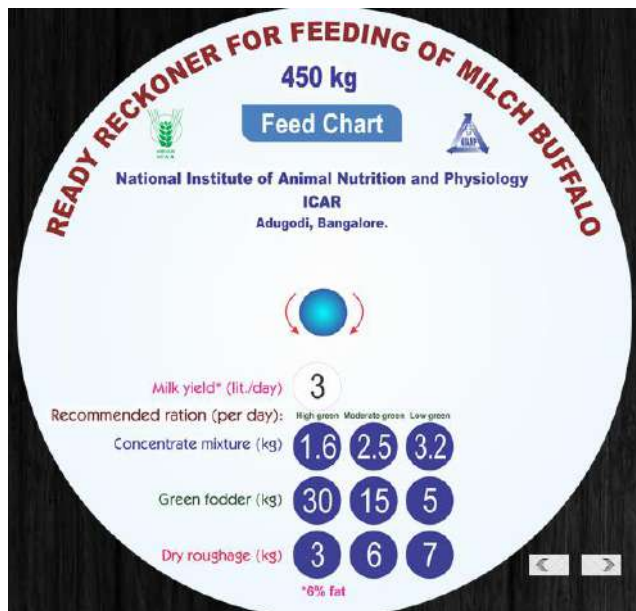 READY RECKONER FOR FEEDING OF MILCH BUFFALO
450 kg
Feed Chart
National Institute of Animal Nutrition and Physiology
ICAR
Adugodi, Bangalore.
Milk yield* (lit./day) 3
Recommended ration (per day): High green Moderate green Low green
Concentrate mixture (kg) 1.6 2.5 3.2
Green fodder (kg) 30 15 5
Dry roughage (kg) 3 6 7
*6% fat